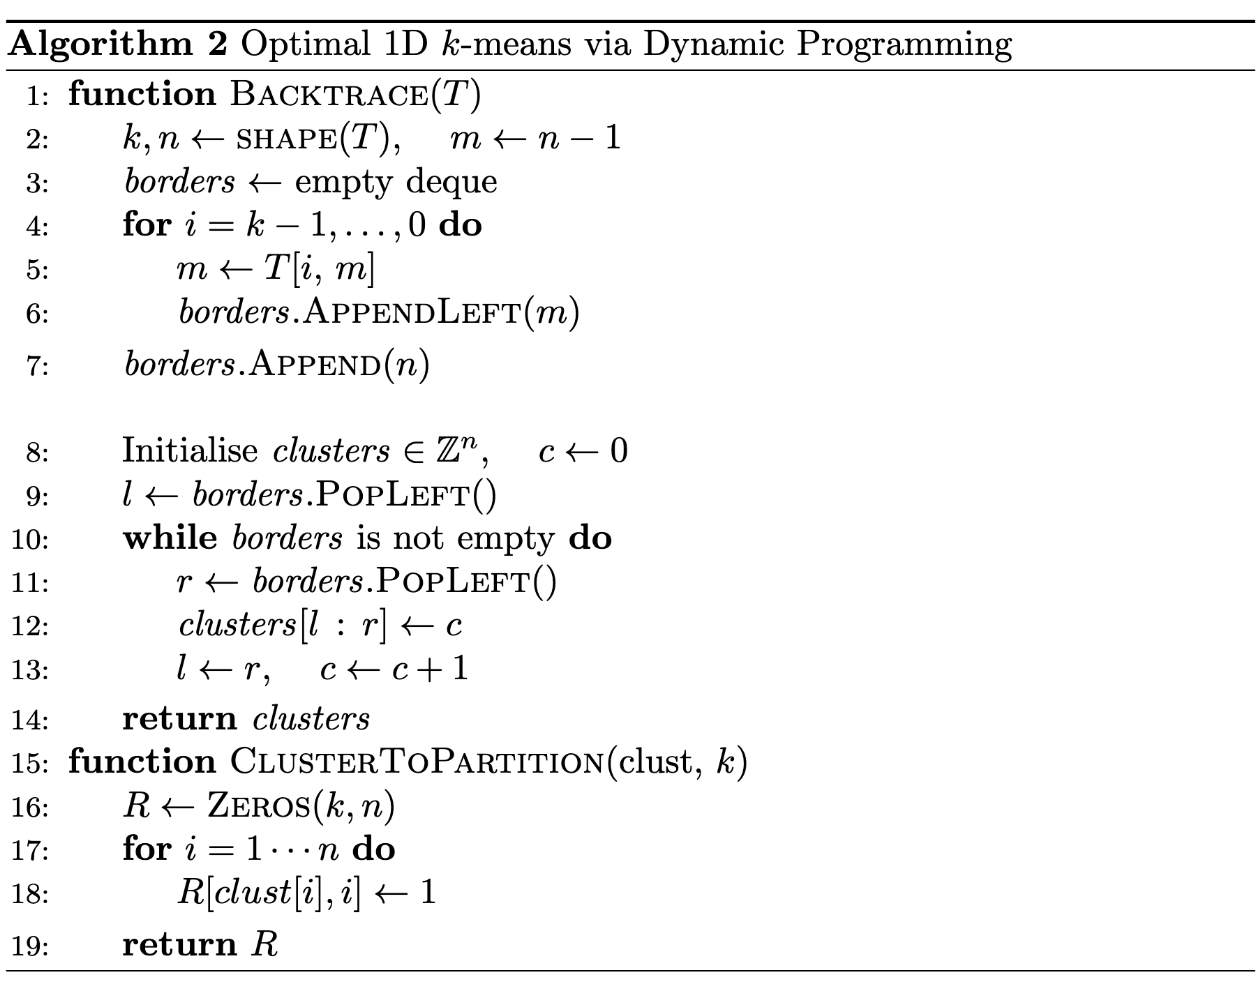 Algorithm 2 Optimal 1D k-means via Dynamic Programming
1: function BACKTRACE(T)
2: k, n ← SHAPE(T), m ← n − 1
3: borders ← empty deque
4: for i = k − 1, . . . , 0 do
5: m ← T[i, m]
6: borders.APPENDLEFT(m)
7: borders.APPEND(n)
8: Initialise clusters ∈ ℤⁿ, c ← 0
9: l ← borders.POPLEFT()
10: while borders is not empty do
11: r ← borders.POPLEFT()
12: clusters[l : r] ← c
13: l ← r, c ← c + 1
14: return clusters
15: function CLUSTERTOPARTITION(clust, k)
16: R ← ZEROS(k, n)
17: for i = 1 · · · n do
18: R[clust[i], i] ← 1
19: return R